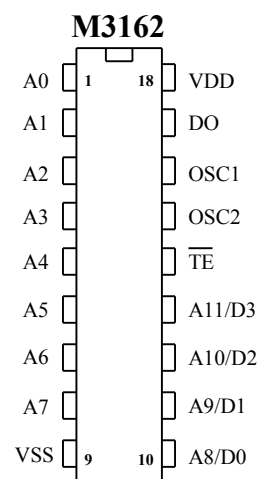 M3162
A0 1 18 VDD
A1 DO
A2 OSC1
A3 OSC2
A4 T̅E̅
A5 A11/D3
A6 A10/D2
A7 A9/D1
VSS 9 10 A8/D0